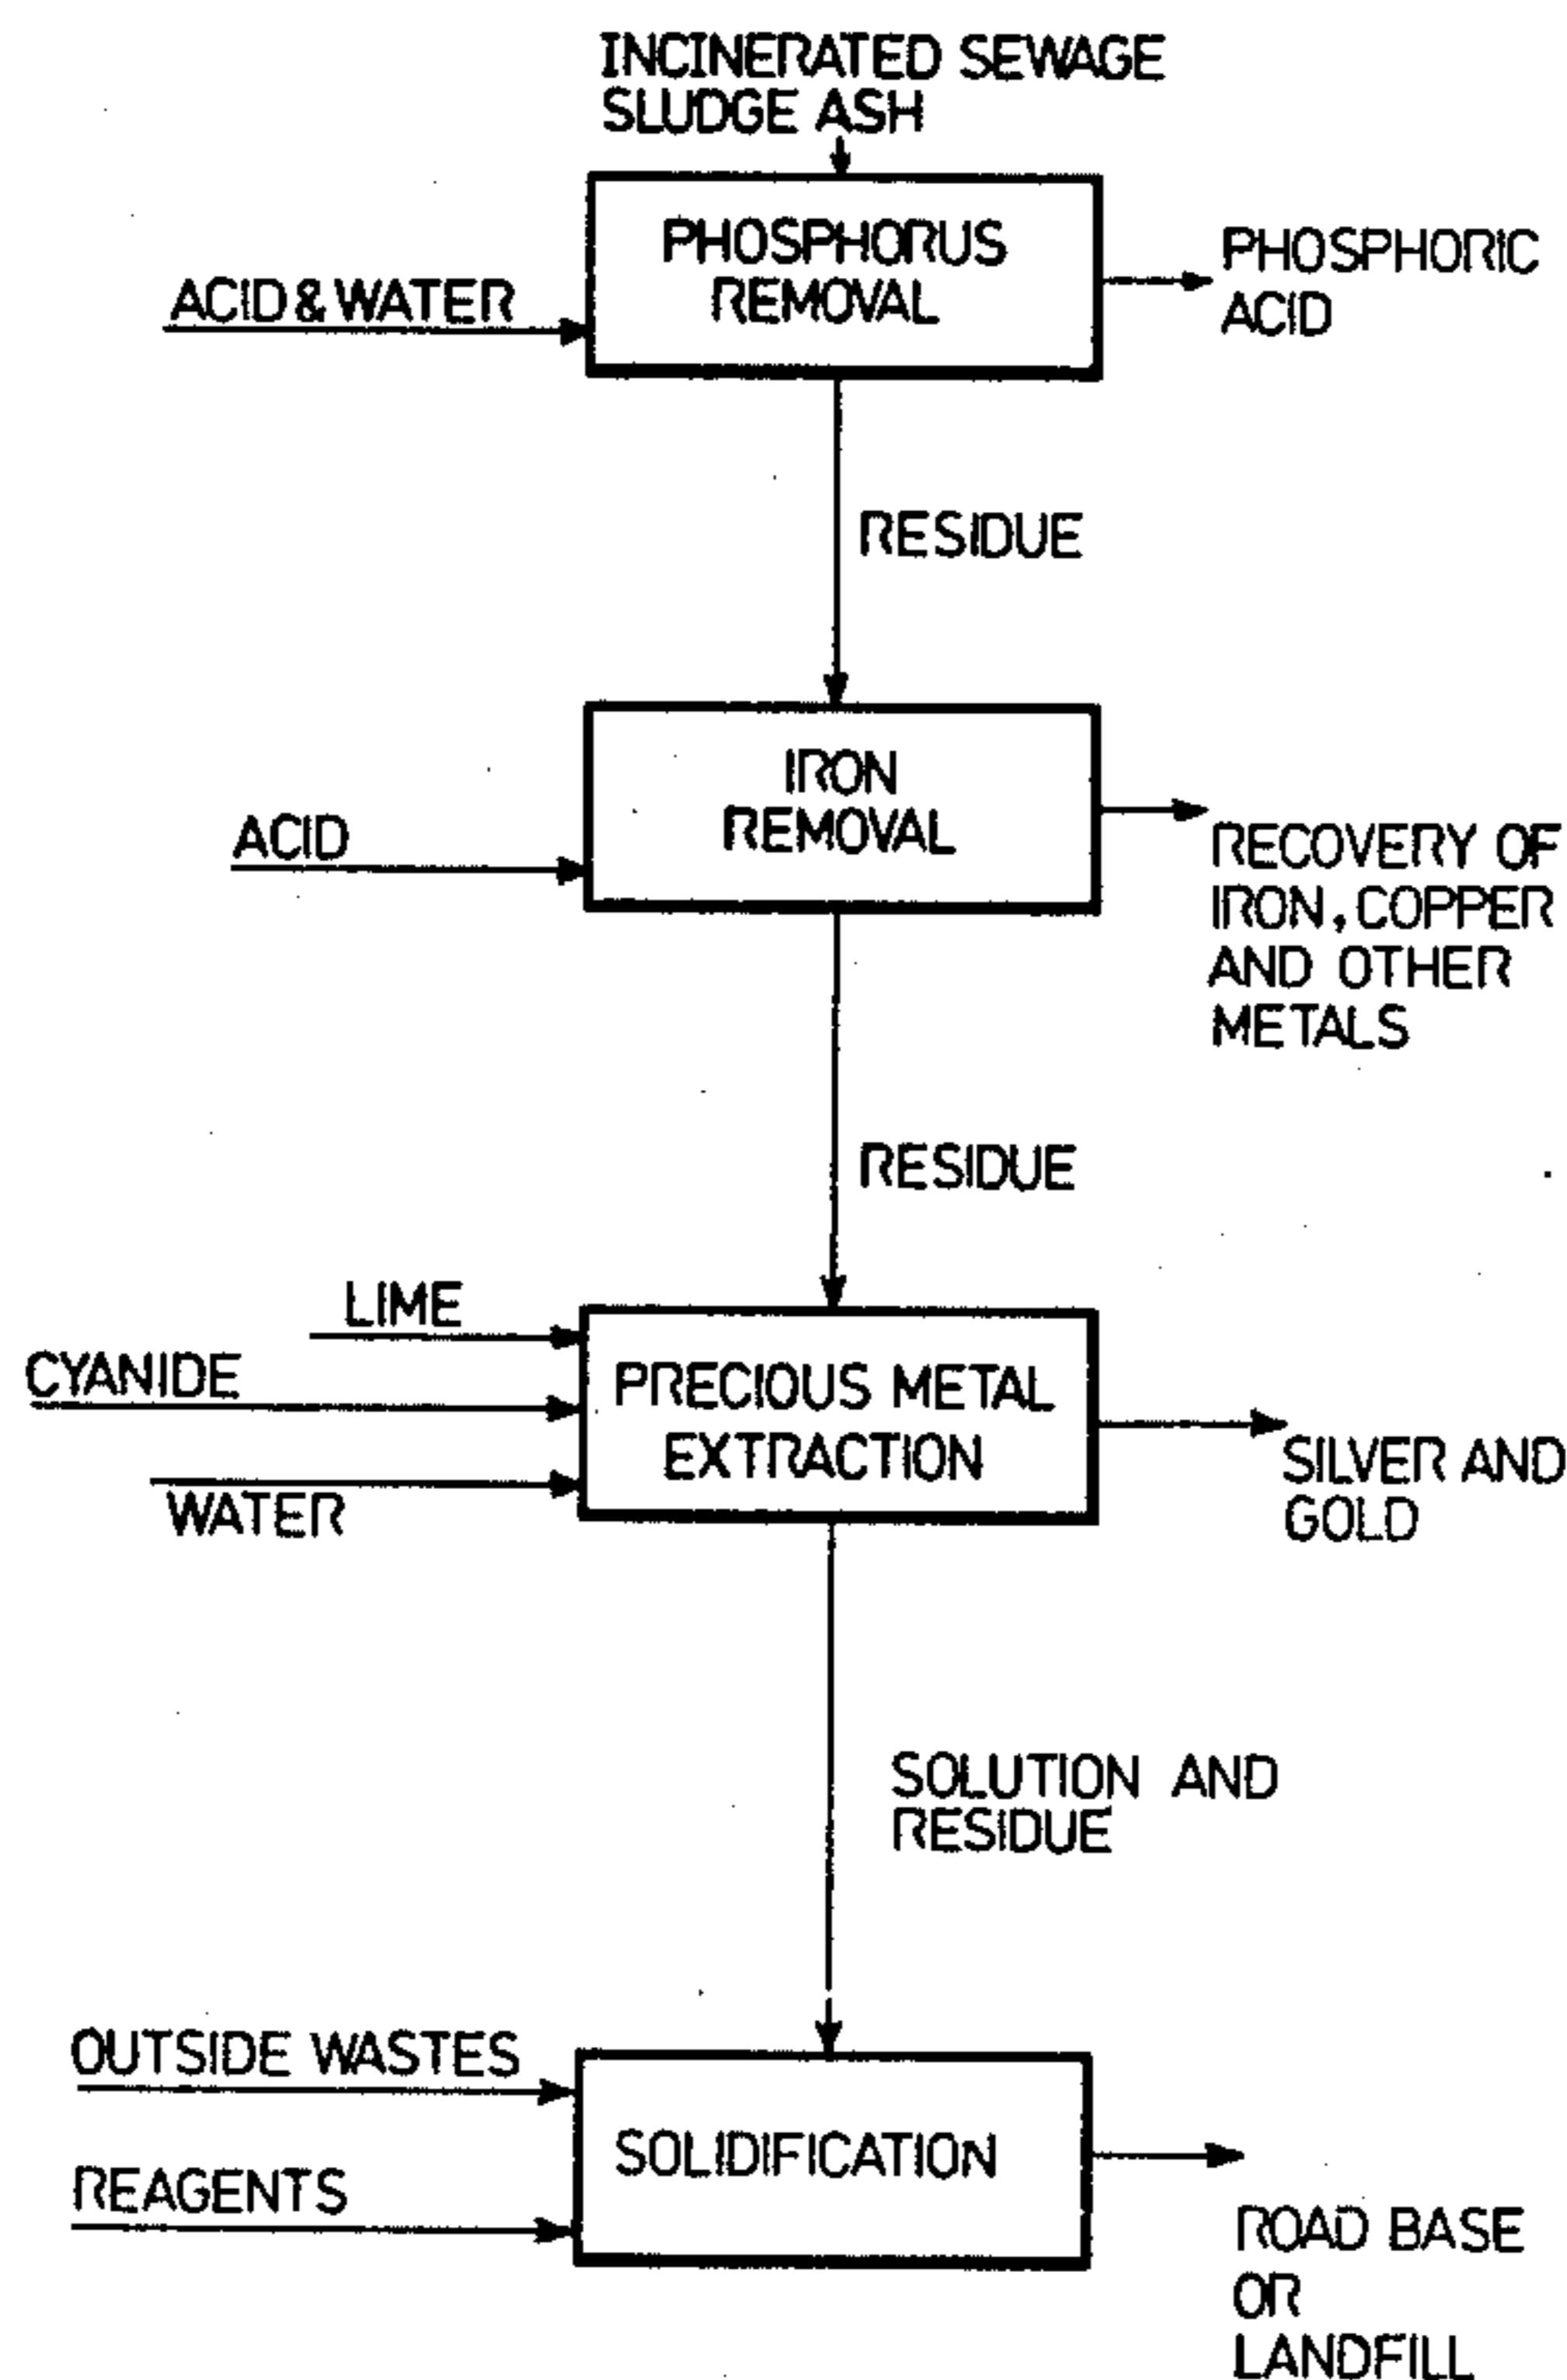 INCINERATED SEWAGE
SLUDGE ASH
PHOSPHORUS
REMOVAL
ACID & WATER
PHOSPHORIC
ACID
RESIDUE
IRON
REMOVAL
ACID
RECOVERY OF
IRON, COPPER
AND OTHER
METALS
RESIDUE
LIME
CYANIDE
WATER
PRECIOUS METAL
EXTRACTION
SILVER AND
GOLD
SOLUTION AND
RESIDUE
OUTSIDE WASTES
REAGENTS
SOLIDIFICATION
ROAD BASE
OR
LANDFILL